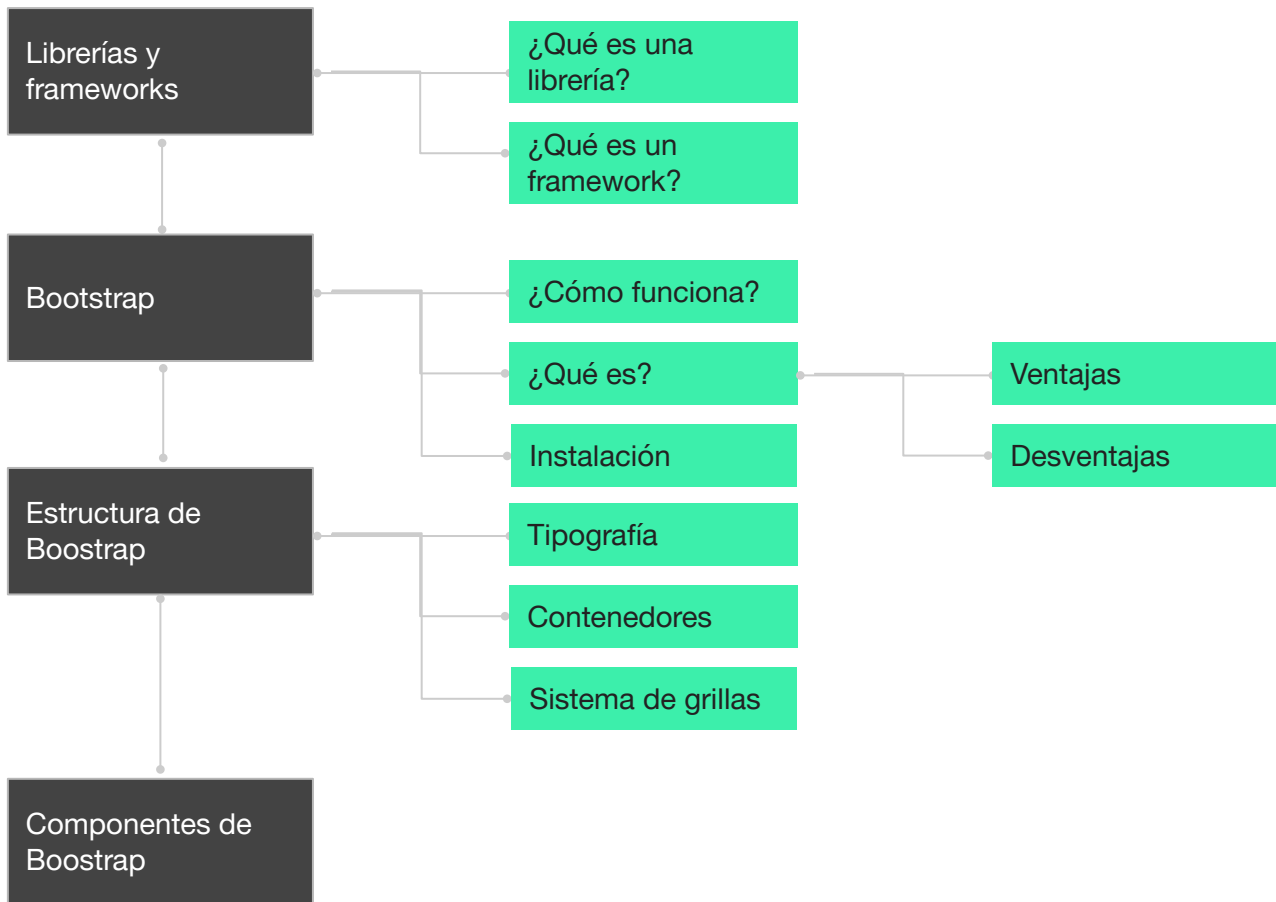 Librerías y
frameworks
¿Qué es una
librería?
¿Qué es un
framework?
Bootstrap
¿Cómo funciona?
¿Qué es?
Ventajas
Instalación
Desventajas
Estructura de
Boostrap
Tipografía
Contenedores
Sistema de grillas
Componentes de
Boostrap